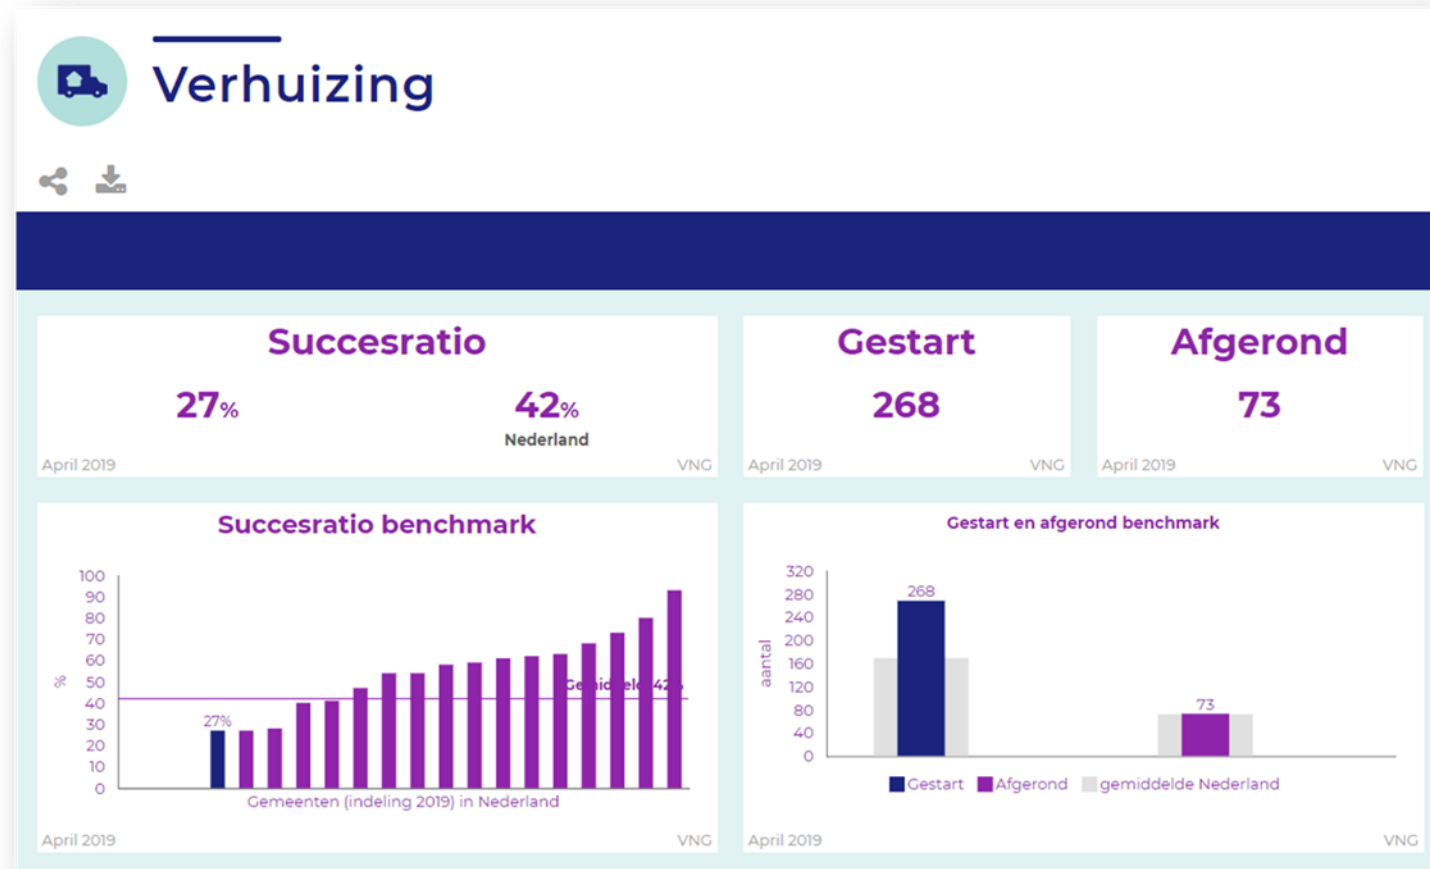 Verhuizing
Succesratio
27%
42%
Nederland
April 2019
VNG
Gestart
268
April 2019
VNG
Afgerond
73
April 2019
VNG
Succesratio benchmark
100
90
80
70
60
50
40
30
20
10
0
%
27%
Gemiddelde 42%
Gemeenten (indeling 2019) in Nederland
April 2019
VNG
Gestart en afgerond benchmark
320
280
240
200
160
120
80
40
0
aantal
268
73
Gestart
Afgerond
gemiddelde Nederland
April 2019
VNG